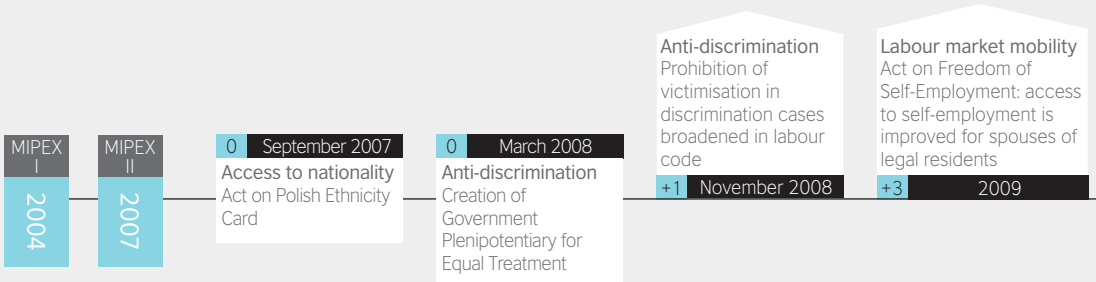 MIPEX
I
2004
MIPEX
II
2007
0 September 2007
Access to nationality
Act on Polish Ethnicity
Card
0 March 2008
Anti-discrimination
Creation of
Government
Plenipotentiary for
Equal Treatment
Anti-discrimination
Prohibition of
victimisation in
discrimination cases
broadened in labour
code
+1 November 2008
Labour market mobility
Act on Freedom of
Self-Employment: access
to self-employment is
improved for spouses of
legal residents
+3 2009